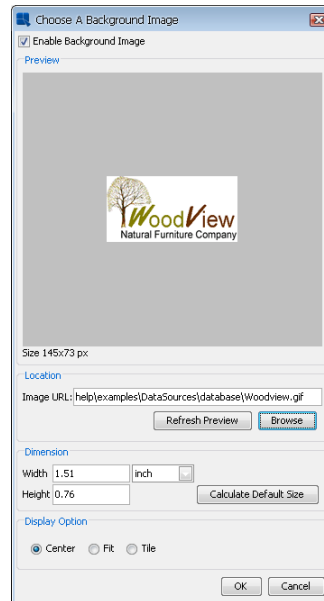 Choose A Background Image
Enable Background Image
Preview
WoodView
Natural Furniture Company
Size 145x73 px
Location
Image URL: help\examples\DataSources\database\Woodview.gif
Refresh Preview Browse
Dimension
Width 1.51 inch
Height 0.76 Calculate Default Size
Display Option
Center Fit Tile
OK Cancel